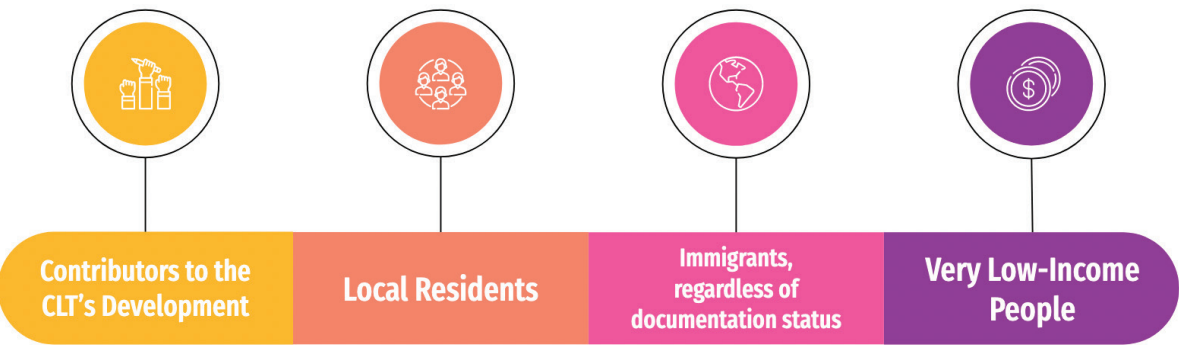 Contributors to the
CLT's Development
Local Residents
Immigrants,
regardless of
documentation status
Very Low-Income
People
$